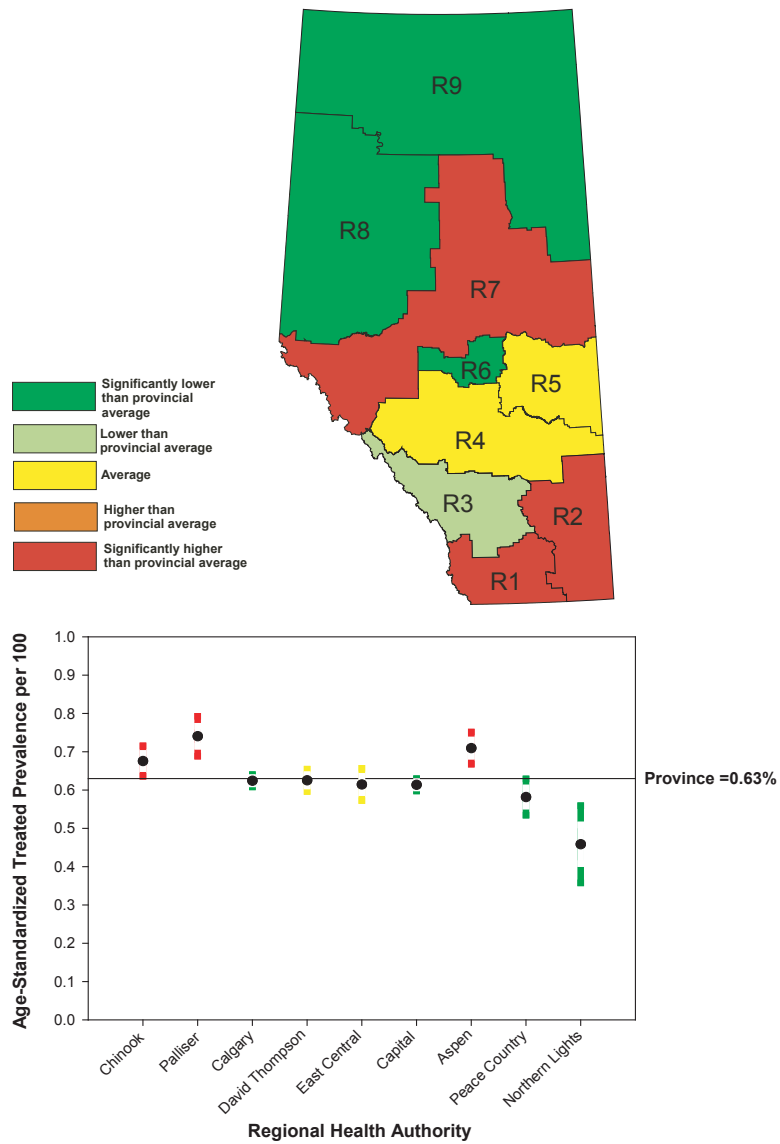 R9
R8
R7
R6
R5
R4
R3
R2
R1
Significantly lower
than provincial
average
Lower than
provincial average
Average
Higher than
provincial average
Significantly higher
than provincial average
Age-Standardized Treated Prevalence per 100
1.0
0.9
0.8
0.7
0.6
0.5
0.4
0.3
0.2
0.1
0.0
Province =0.63%
Chinook
Palliser
Calgary
David Thompson
East Central
Capital
Aspen
Peace Country
Northern Lights
Regional Health Authority